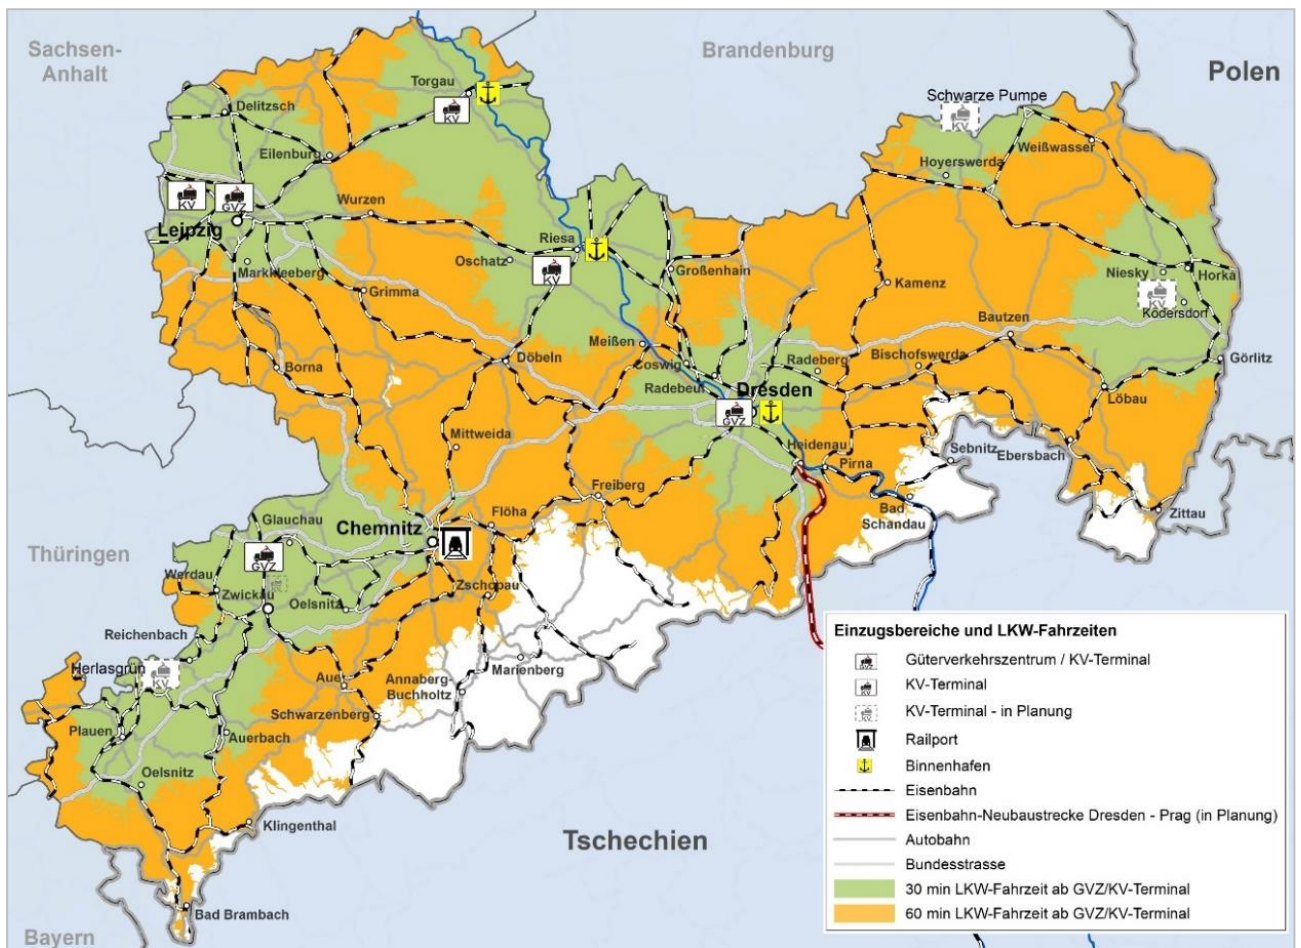 Sachsen-
Anhalt
Brandenburg
Polen
Torgau
KV
Delitzsch
Schwarze Pumpe
KV
Weißwasser
Eilenburg
Hoyerswerda
KV
GVZ
Wurzen
Leipzig
Riesa
Oschatz
KV
Markkleeberg
Großenhain
Niesky
Horka
KV
Ködersdorf
Grimma
Kamenz
Bautzen
Meißen
Döbeln
Coswig
Radeberg
Bischofswerda
Görlitz
Borna
Radebeul
Dresden
GVZ
Löbau
Mittweida
Heidenau
Pirna
Sebnitz
Ebersbach
Freiberg
Bad
Schandau
Zittau
Glauchau
Chemnitz
Flöha
Thüringen
GVZ
Werdau
Zwickau
Oelsnitz
Zschopau
Reichenbach
Herlasgrün
KV
Marienberg
Aue
Annaberg
Buchholtz
Schwarzenberg
Plauen
Auerbach
Oelsnitz
Klingenthal
Tschechien
Bad Brambach
Bayern
Einzugsbereiche und LKW-Fahrzeiten
GVZ Güterverkehrszentrum / KV-Terminal
KV KV-Terminal
KV KV-Terminal - in Planung
Railport
Binnenhafen
Eisenbahn
Eisenbahn-Neubaustrecke Dresden - Prag (in Planung)
Autobahn
Bundesstrasse
30 min LKW-Fahrzeit ab GVZ/KV-Terminal
60 min LKW-Fahrzeit ab GVZ/KV-Terminal